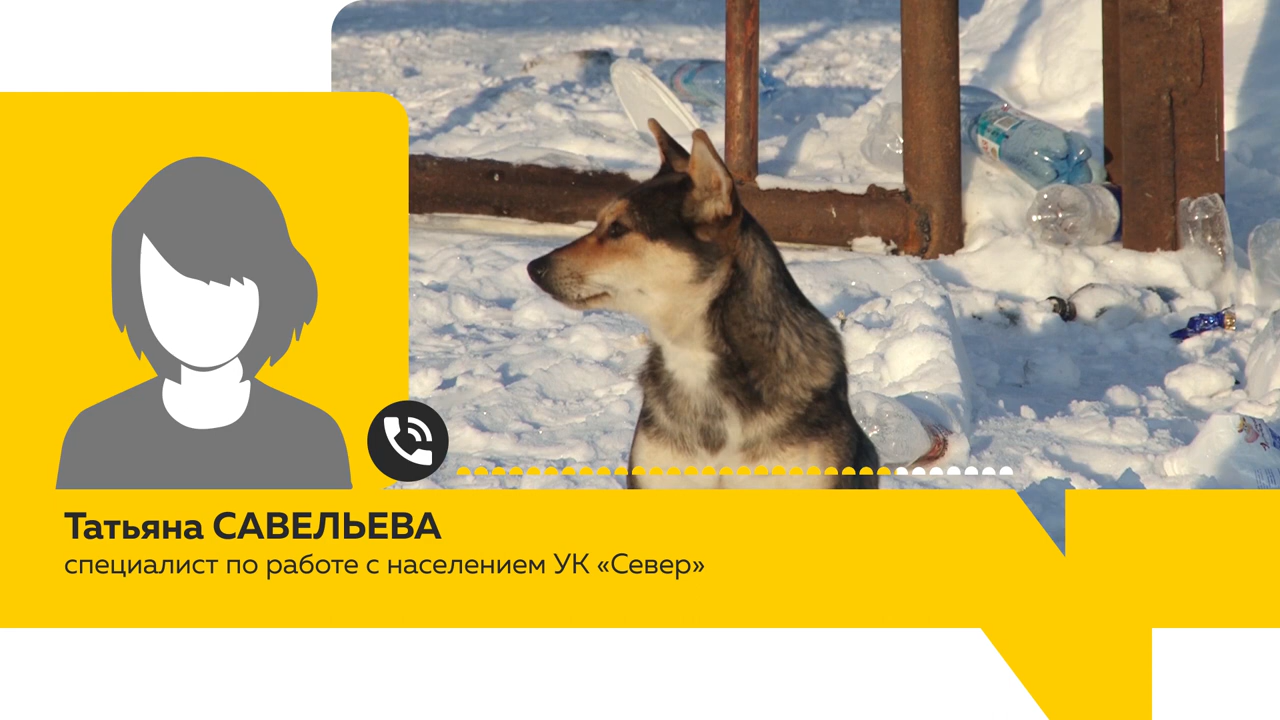 Татьяна САВЕЛЬЕВА
специалист по работе с населением УК «Север»